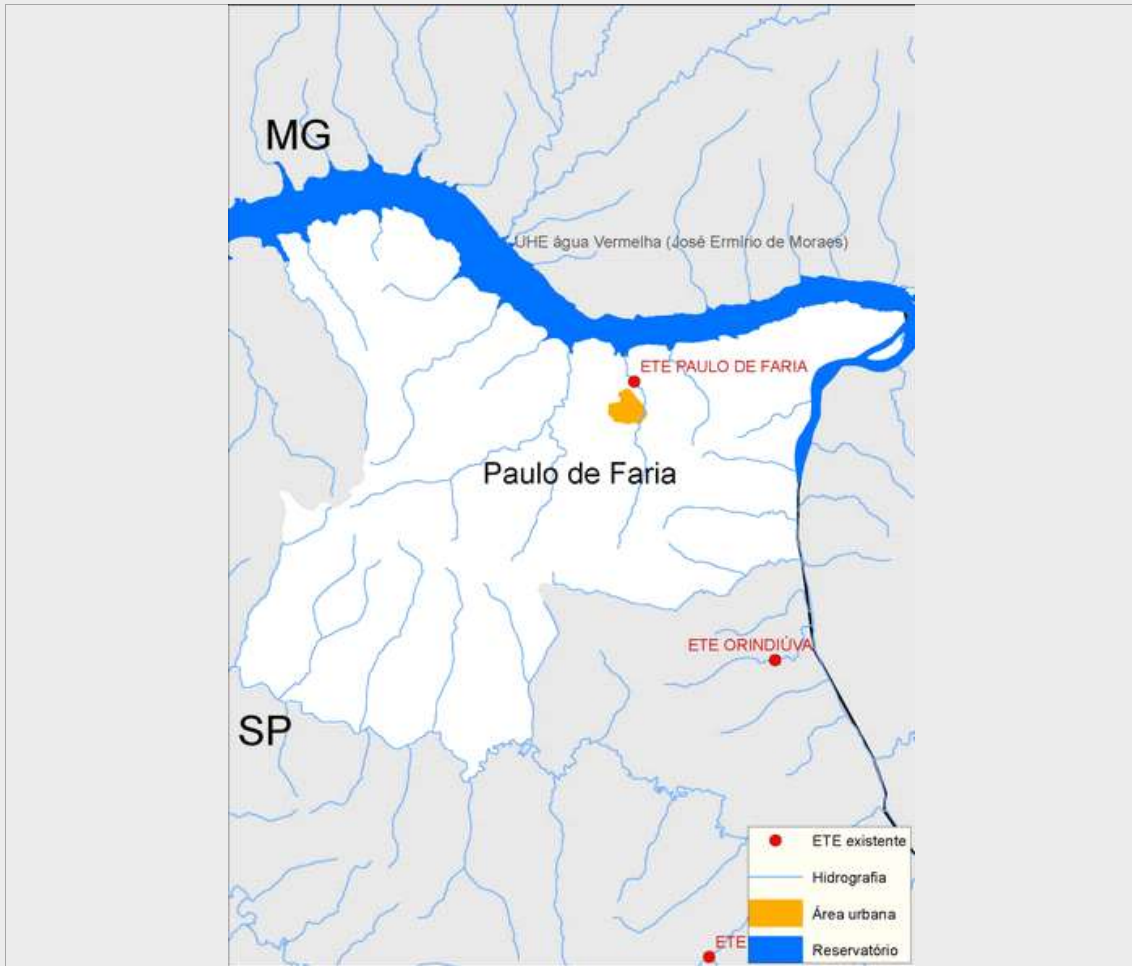 MG
UHE água Vermelha (José Ermírio de Moraes)
ETE PAULO DE FARIA
Paulo de Faria
ETE ORINDIÚVA
SP
ETE existente
Hidrografia
Área urbana
Reservatório
ETE